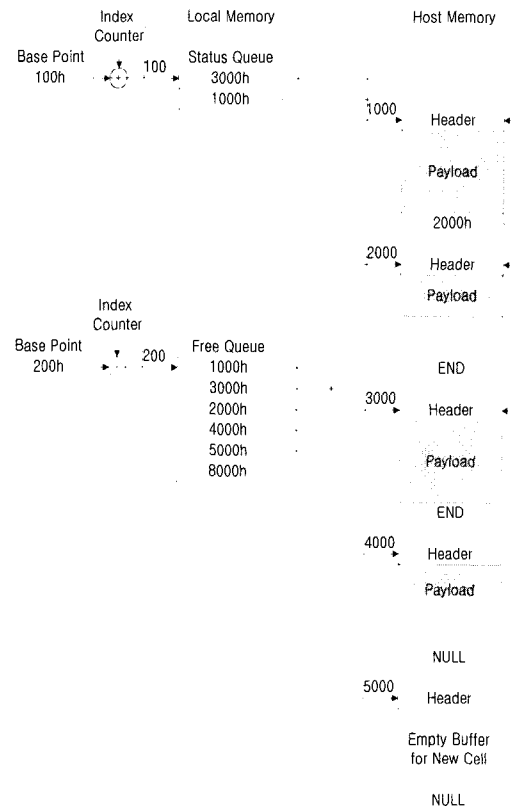 Index
Counter
Local Memory
Host Memory
Base Point
100h
100
Status Queue
3000h
1000h
1000
Header
Payload
2000h
2000
Header
Payload
Index
Counter
Base Point
200h
200
Free Queue
1000h
3000h
2000h
4000h
5000h
8000h
END
3000
Header
Payload
END
4000
Header
Payload
NULL
5000
Header
Empty Buffer
for New Cell
NULL